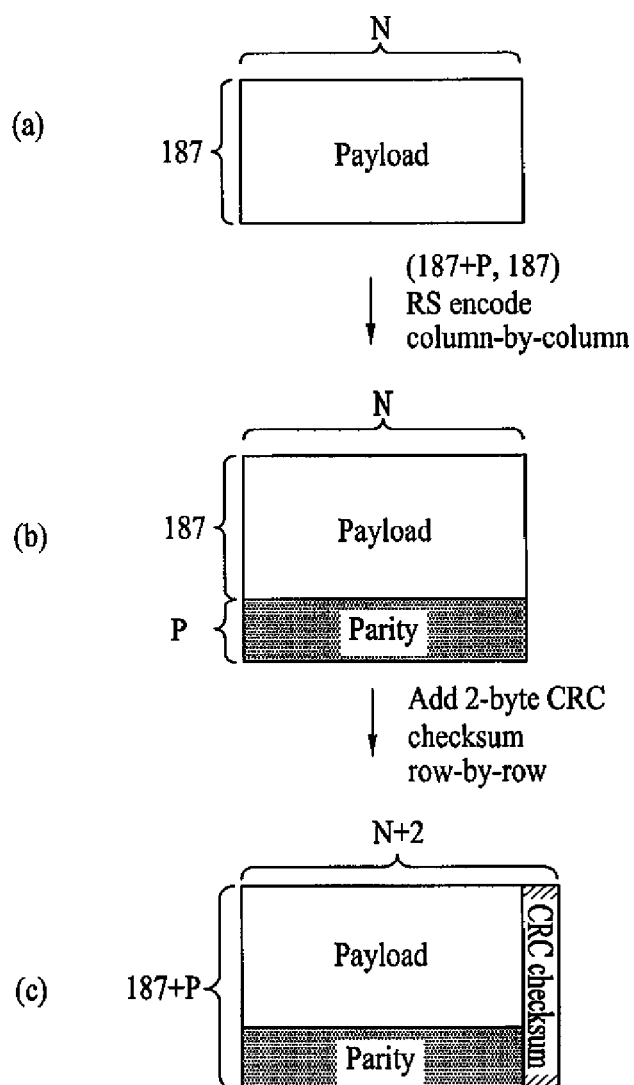 N
(a)
187
Payload
(187+P, 187)
RS encode
column-by-column
N
(b)
187
Payload
P
Parity
Add 2-byte CRC
checksum
row-by-row
N+2
(c)
187+P
Payload
CRC checksum
Parity